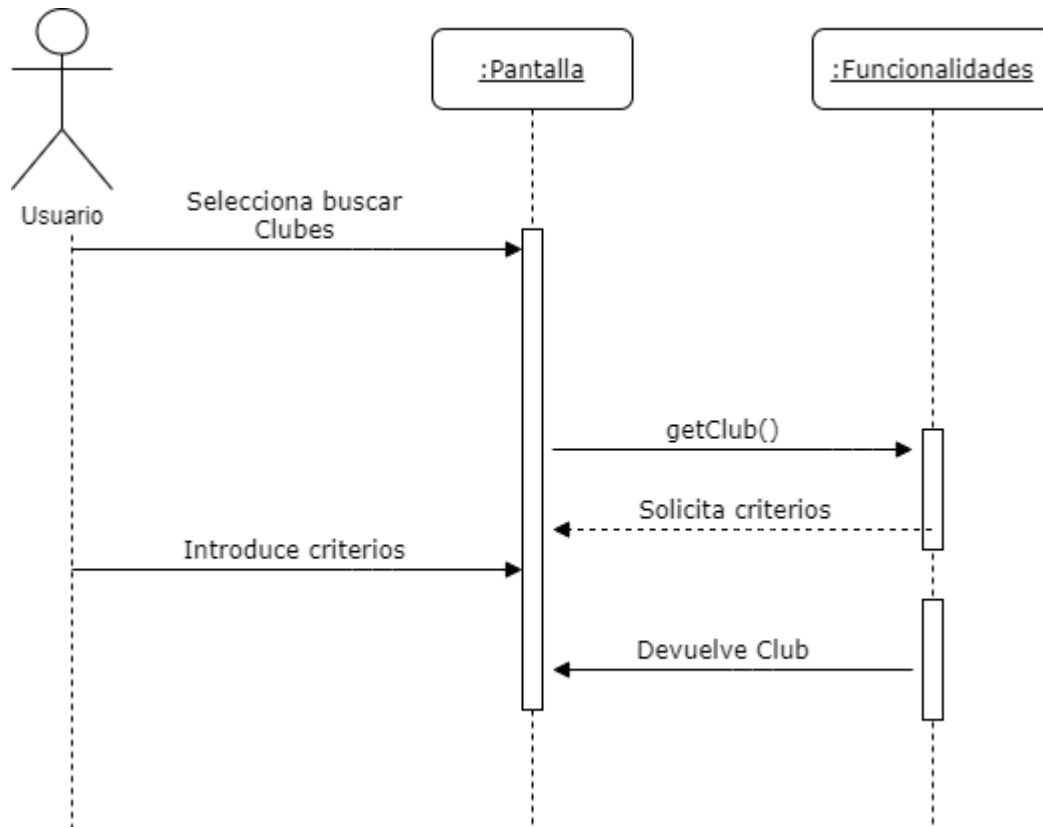 :Pantalla
:Funcionalidades
Usuario
Selecciona buscar
Clubes
getClub()
Solicita criterios
Introduce criterios
Devuelve Club